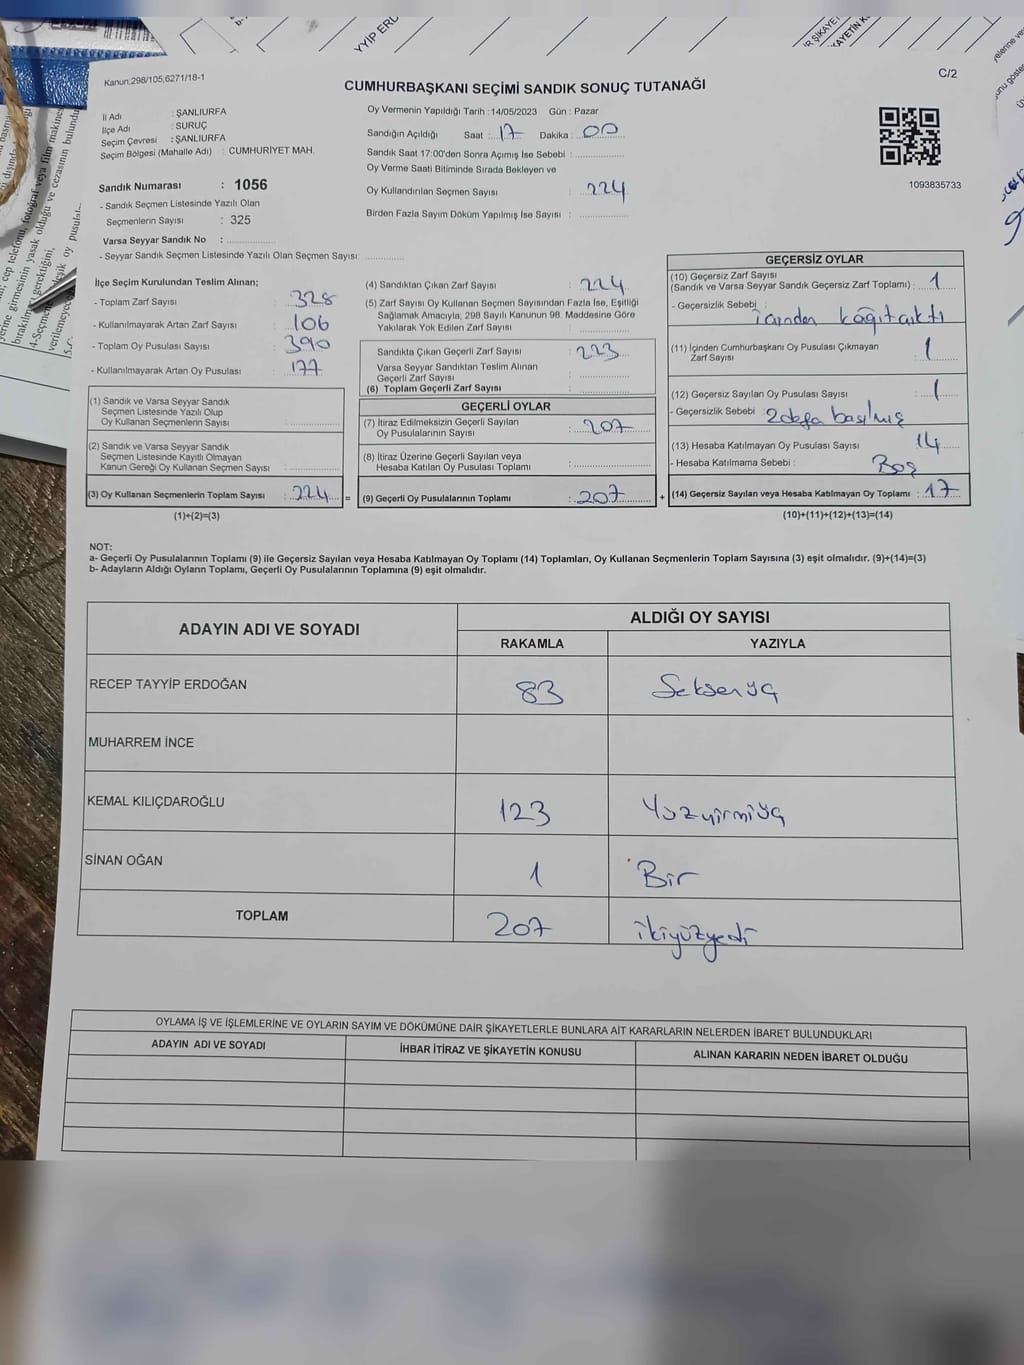 Kanun;298/105;6271/18-1
C/2
CUMHURBAŞKANI SEÇİMİ SANDIK SONUÇ TUTANAĞI
İl Adı : ŞANLIURFA
İlçe Adı : SURUÇ
Seçim Çevresi : ŞANLIURFA
Seçim Bölgesi (Mahalle Adı) : CUMHURİYET MAH.
Sandık Numarası : 1056
- Sandık Seçmen Listesinde Yazılı Olan
Seçmenlerin Sayısı : 325
Varsa Seyyar Sandık No :
- Seyyar Sandık Seçmen Listesinde Yazılı Olan Seçmen Sayısı:
Oy Vermenin Yapıldığı Tarih : 14/05/2023 Gün : Pazar
Sandığın Açıldığı Saat : 17 Dakika : 00
Sandık Saat 17:00'den Sonra Açımış İse Sebebi :
Oy Verme Saati Bitiminde Sırada Bekleyen ve
Oy Kullandırılan Seçmen Sayısı : 224
Birden Fazla Sayım Döküm Yapılmış İse Sayısı :
1093835733
İlçe Seçim Kurulundan Teslim Alınan;
- Toplam Zarf Sayısı : 328
- Kullanılmayarak Artan Zarf Sayısı : 106
- Toplam Oy Pusulası Sayısı : 390
- Kullanılmayarak Artan Oy Pusulası : 177
(1) Sandık ve Varsa Seyyar Sandık
Seçmen Listesinde Yazılı Olup
Oy Kullanan Seçmenlerin Sayısı :
(2) Sandık ve Varsa Seyyar Sandık
Seçmen Listesinde Kayıtlı Olmayan
Kanun Gereği Oy Kullanan Seçmen Sayısı :
(3) Oy Kullanan Seçmenlerin Toplam Sayısı : 224 =
(1)+(2)=(3)
(4) Sandıktan Çıkan Zarf Sayısı : 224
(5) Zarf Sayısı Oy Kullanan Seçmen Sayısından Fazla İse, Eşitliği
Sağlamak Amacıyla, 298 Sayılı Kanunun 98. Maddesine Göre
Yakılarak Yok Edilen Zarf Sayısı :
Sandıkta Çıkan Geçerli Zarf Sayısı : 223
Varsa Seyyar Sandıktan Teslim Alınan
Geçerli Zarf Sayısı :
(6) Toplam Geçerli Zarf Sayısı :
GEÇERLİ OYLAR
(7) İtiraz Edilmeksizin Geçerli Sayılan
Oy Pusulalarının Sayısı : 207
(8) İtiraz Üzerine Geçerli Sayılan veya
Hesaba Katılan Oy Pusulası Toplamı :
(9) Geçerli Oy Pusulalarının Toplamı : 207 +
GEÇERSİZ OYLAR
(10) Geçersiz Zarf Sayısı
(Sandık ve Varsa Seyyar Sandık Geçersiz Zarf Toplamı) : 1
- Geçersizlik Sebebi :
içinden kağıt çıktı
(11) İçinden Cumhurbaşkanı Oy Pusulası Çıkmayan
Zarf Sayısı : 1
(12) Geçersiz Sayılan Oy Pusulası Sayısı : 1
- Geçersizlik Sebebi : 2 defa basılmış
(13) Hesaba Katılmayan Oy Pusulası Sayısı : 14
- Hesaba Katılmama Sebebi : Boş
(14) Geçersiz Sayılan veya Hesaba Katılmayan Oy Toplamı : 17
(10)+(11)+(12)+(13)=(14)
NOT:
a- Geçerli Oy Pusulalarının Toplamı (9) ile Geçersiz Sayılan veya Hesaba Katılmayan Oy Toplamı (14) Toplamları, Oy Kullanan Seçmenlerin Toplam Sayısına (3) eşit olmalıdır. (9)+(14)=(3)
b- Adayların Aldığı Oyların Toplamı, Geçerli Oy Pusulalarının Toplamına (9) eşit olmalıdır.
ADAYIN ADI VE SOYADI
ALDIĞI OY SAYISI
RAKAMLA YAZIYLA
RECEP TAYYİP ERDOĞAN 83 Seksenüç
MUHARREM İNCE
KEMAL KILIÇDAROĞLU 123 Yüzyirmiüç
SİNAN OĞAN 1 Bir
TOPLAM 207 ikiyüzyedi
OYLAMA İŞ VE İŞLEMLERİNE VE OYLARIN SAYIM VE DÖKÜMÜNE DAİR ŞİKAYETLERLE BUNLARA AİT KARARLARIN NELERDEN İBARET BULUNDUKLARI
ADAYIN ADI VE SOYADI İHBAR İTİRAZ VE ŞİKAYETİN KONUSU ALINAN KARARIN NEDEN İBARET OLDUĞU